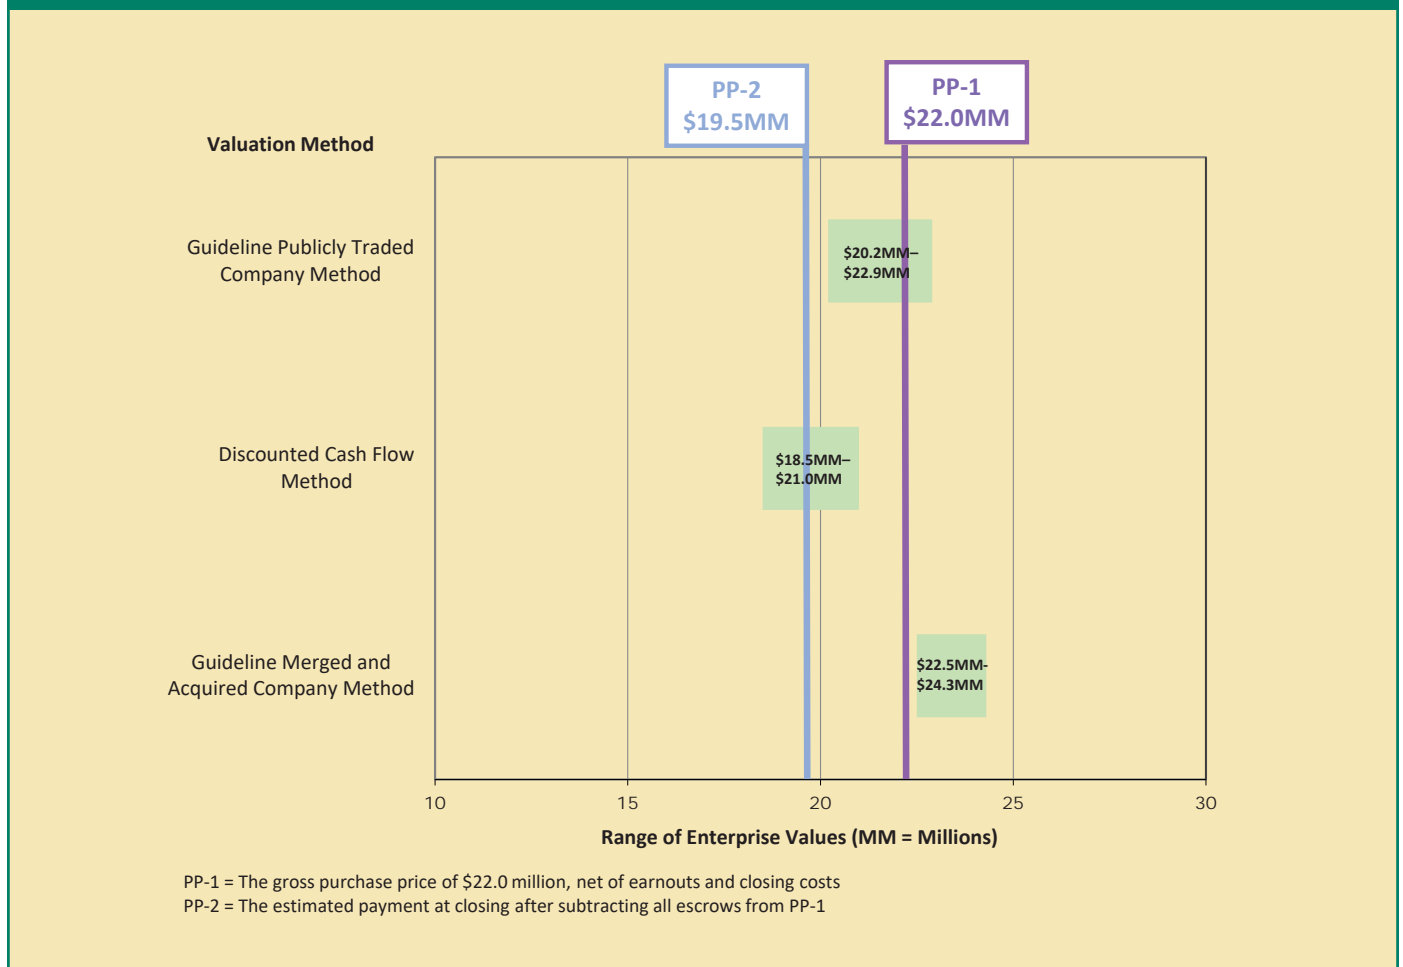 PP-2
$19.5MM
PP-1
$22.0MM
Valuation Method
Guideline Publicly Traded
Company Method
$20.2MM–
$22.9MM
Discounted Cash Flow
Method
$18.5MM–
$21.0MM
Guideline Merged and
Acquired Company Method
$22.5MM-
$24.3MM
10 15 20 25 30
Range of Enterprise Values (MM = Millions)
PP-1 = The gross purchase price of $22.0 million, net of earnouts and closing costs
PP-2 = The estimated payment at closing after subtracting all escrows from PP-1